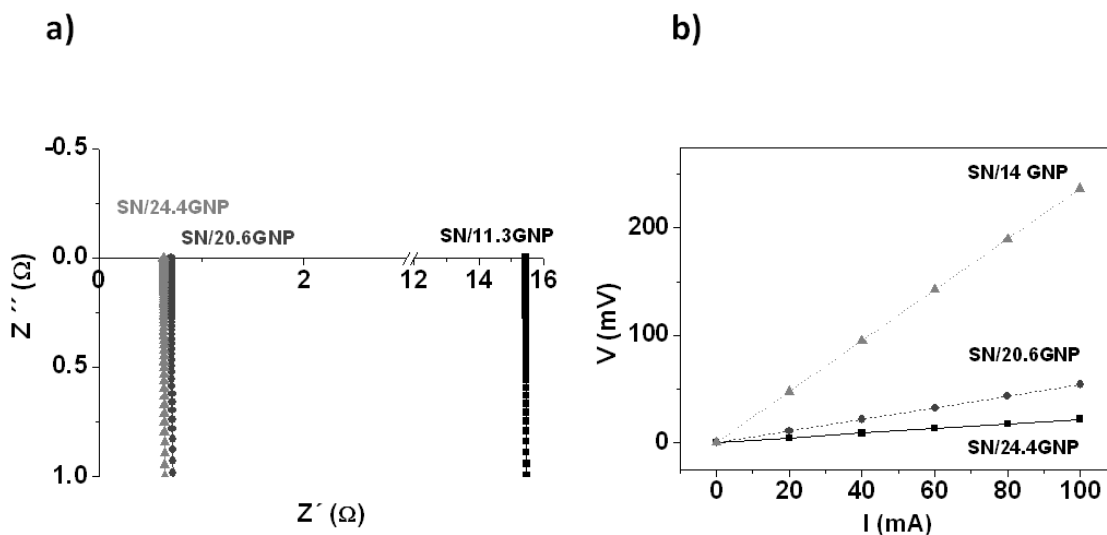 a)
-0.5
SN/24.4GNP
SN/20.6GNP
SN/11.3GNP
0.0
0 2 12 14 16
0.5
1.0
Z ´´ (Ω)
Z´ (Ω)
b)
SN/14 GNP
200
SN/20.6GNP
100
SN/24.4GNP
0
V (mV)
0 20 40 60 80 100
I (mA)